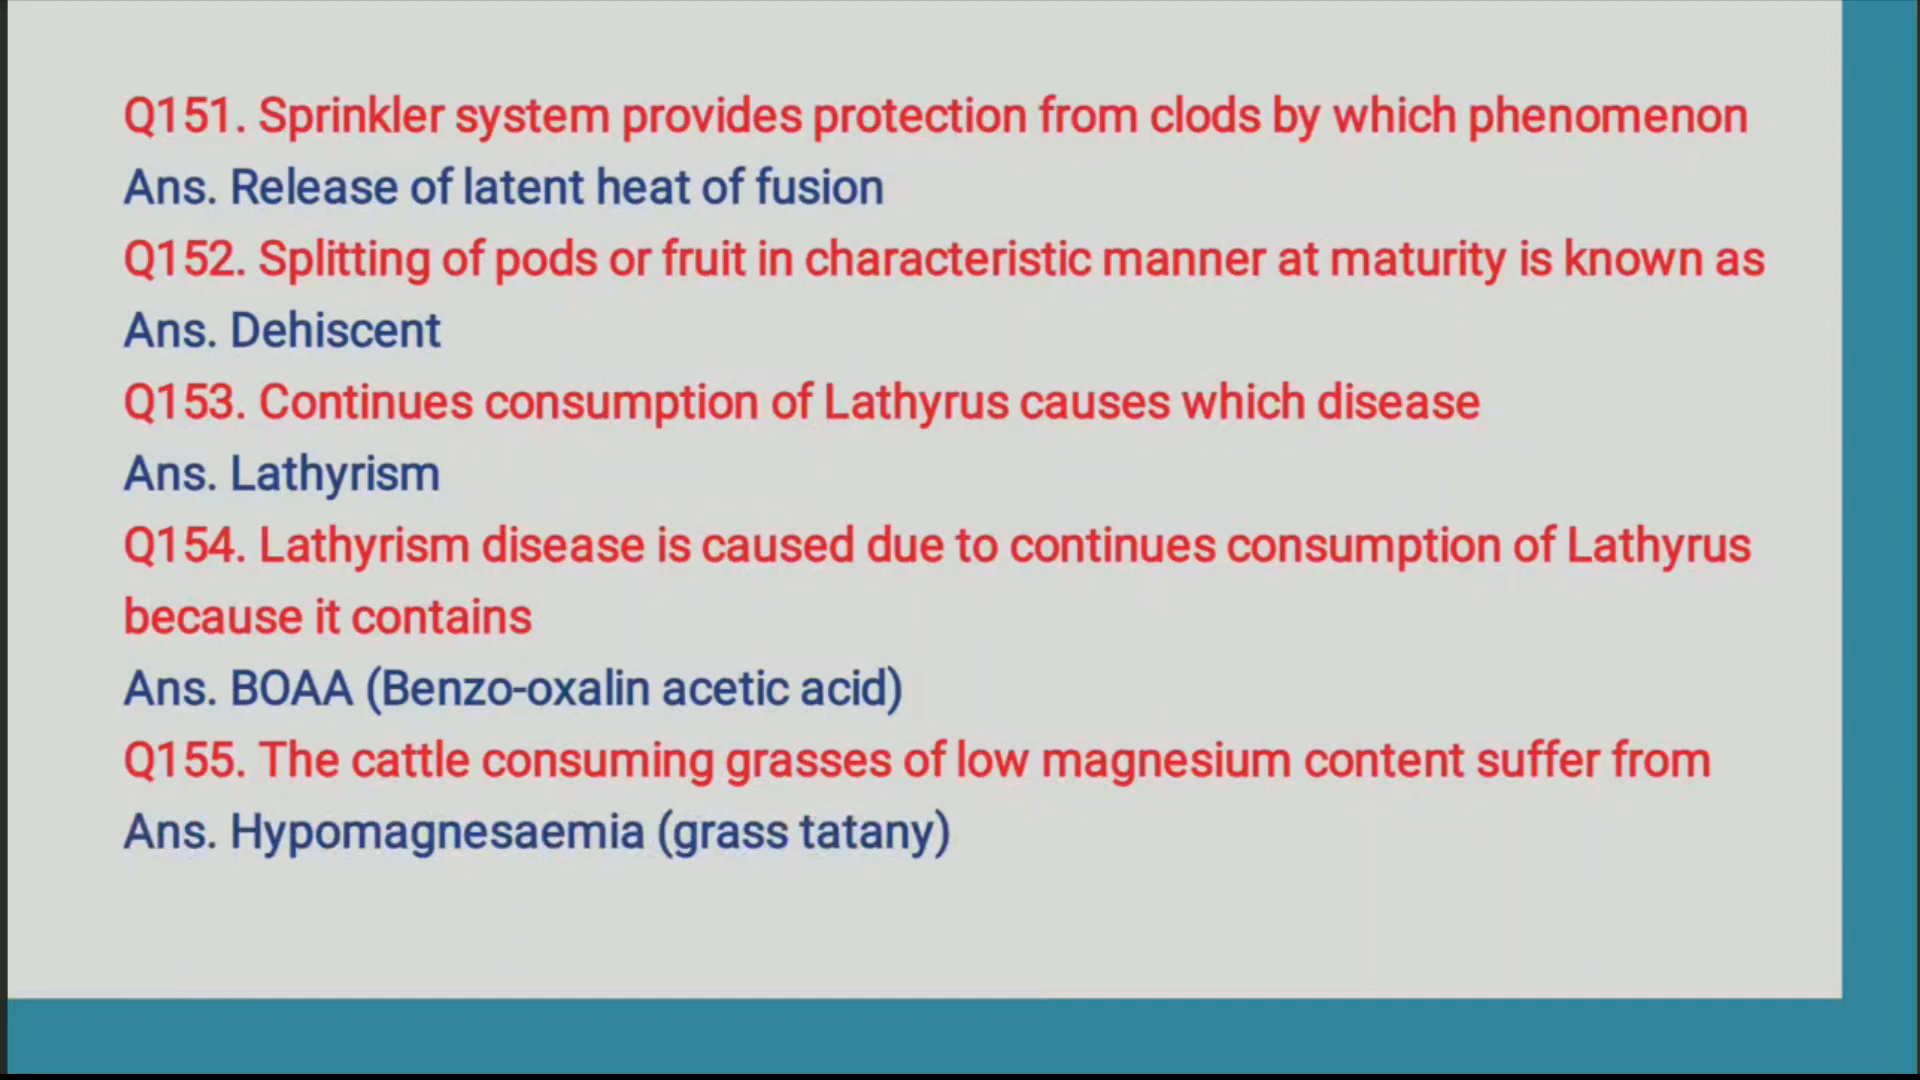 Q151. Sprinkler system provides protection from clods by which phenomenon
Ans. Release of latent heat of fusion
Q152. Splitting of pods or fruit in characteristic manner at maturity is known as
Ans. Dehiscent
Q153. Continues consumption of Lathyrus causes which disease
Ans. Lathyrism
Q154. Lathyrism disease is caused due to continues consumption of Lathyrus
because it contains
Ans. BOAA (Benzo-oxalin acetic acid)
Q155. The cattle consuming grasses of low magnesium content suffer from
Ans. Hypomagnesaemia (grass tatany)